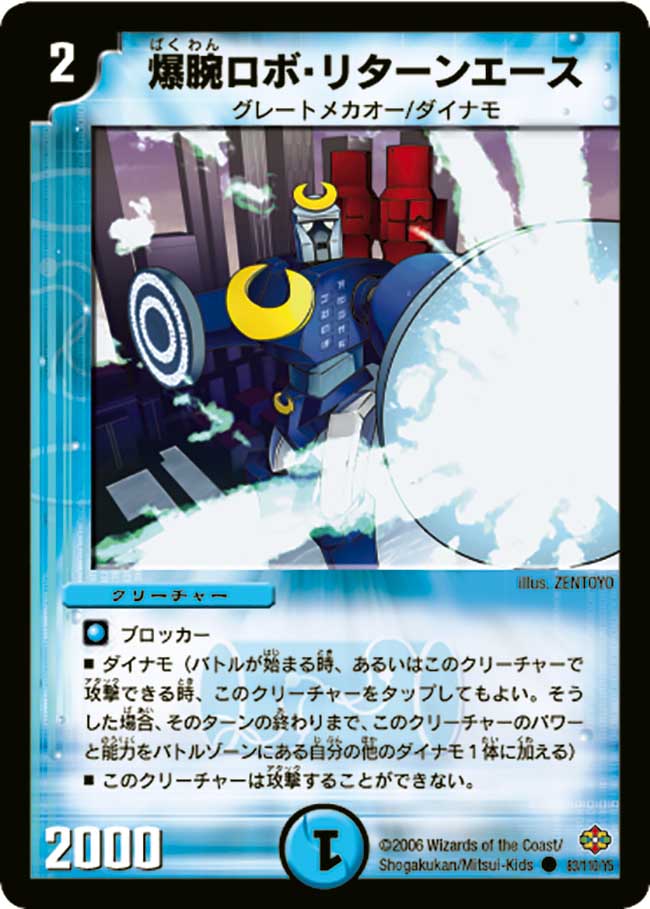 2
ばくわん
爆腕ロボ・リターンエース
グレートメカオー/ダイナモ
illus. ZENTOYO
クリーチャー
ブロッカー
■ ダイナモ（バトルが始まる時、あるいはこのクリーチャーで
攻撃できる時、このクリーチャーをタップしてもよい。そう
した場合、そのターンの終わりまで、このクリーチャーのパワー
と能力をバトルゾーンにある自分の他のダイナモ１体に加える）
■ このクリーチャーは攻撃することができない。
2000
1
©2006 Wizards of the Coast/
Shogakukan/Mitsui-Kids ● 83/110 Y5